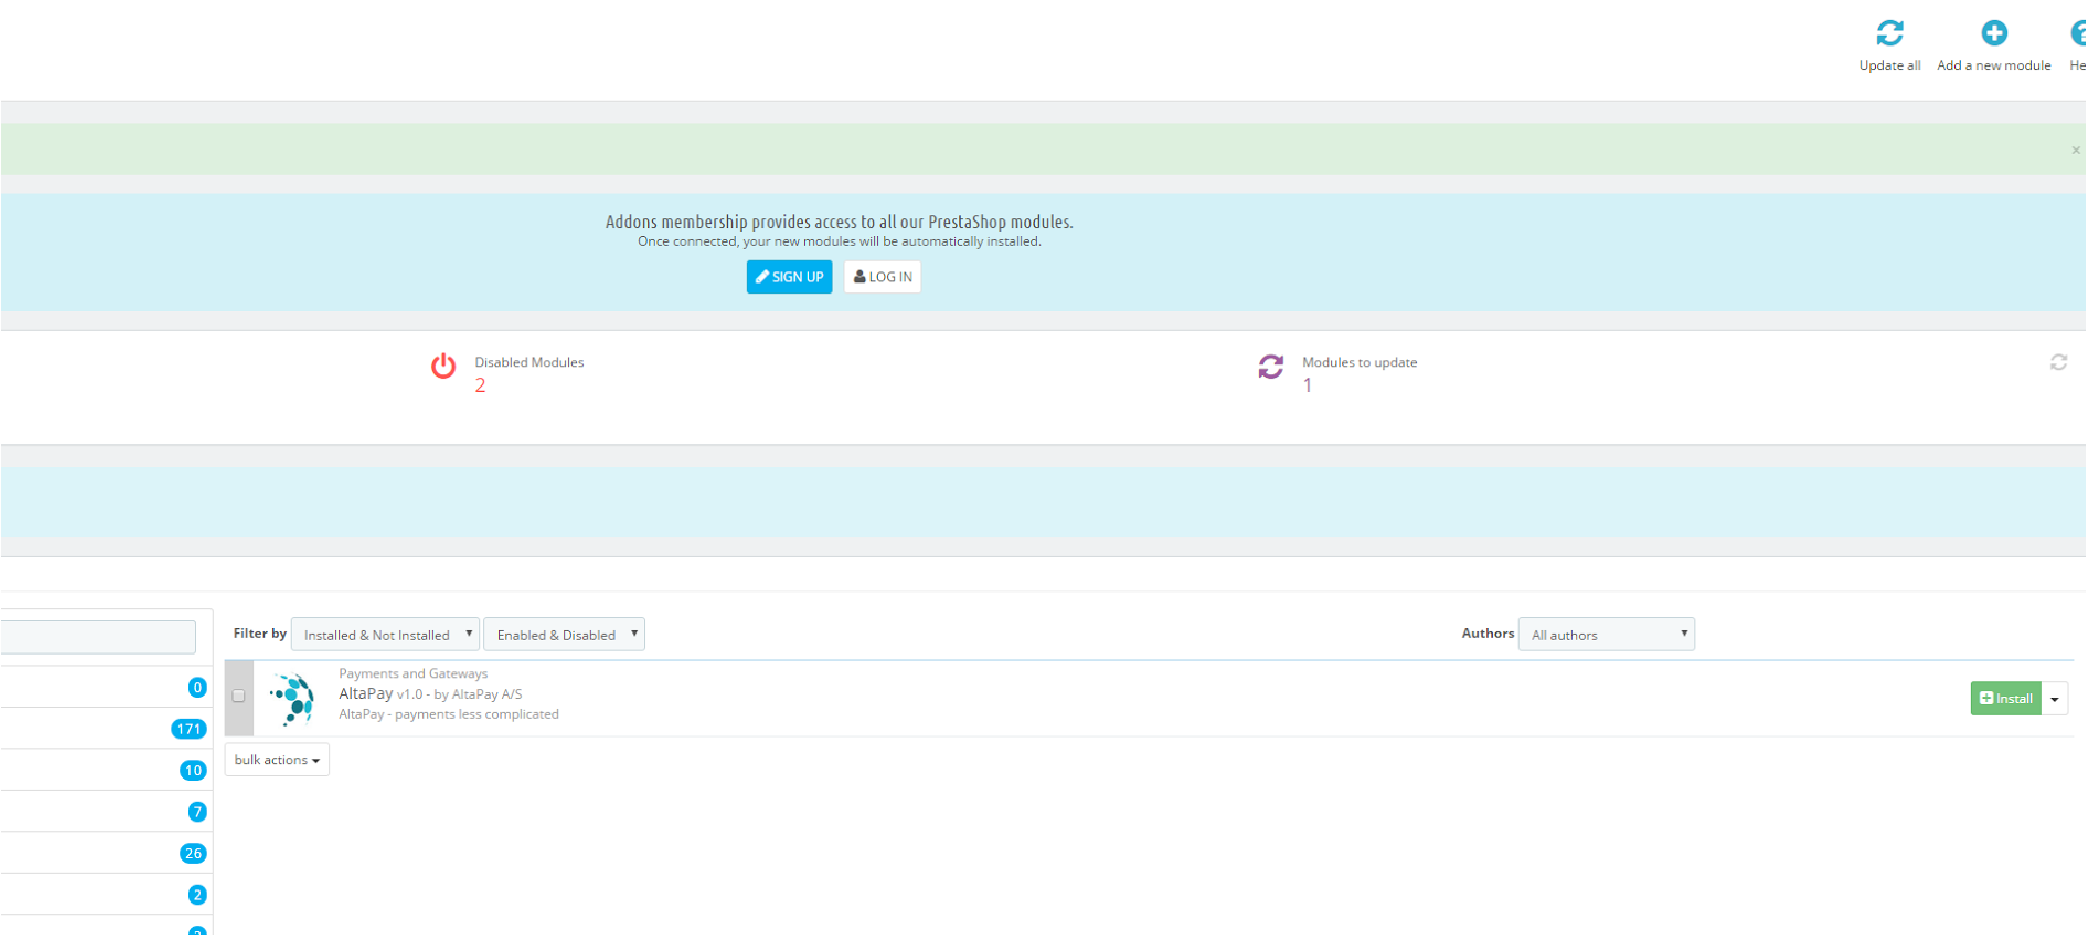 Update all
Add a new module
He
×
Addons membership provides access to all our PrestaShop modules.
Once connected, your new modules will be automatically installed.
SIGN UP
LOG IN
Disabled Modules
2
Modules to update
1
Filter by
Installed & Not Installed
Enabled & Disabled
Authors
All authors
0
171
10
7
26
2
Payments and Gateways
AltaPay v1.0 - by AltaPay A/S
AltaPay - payments less complicated
Install
bulk actions